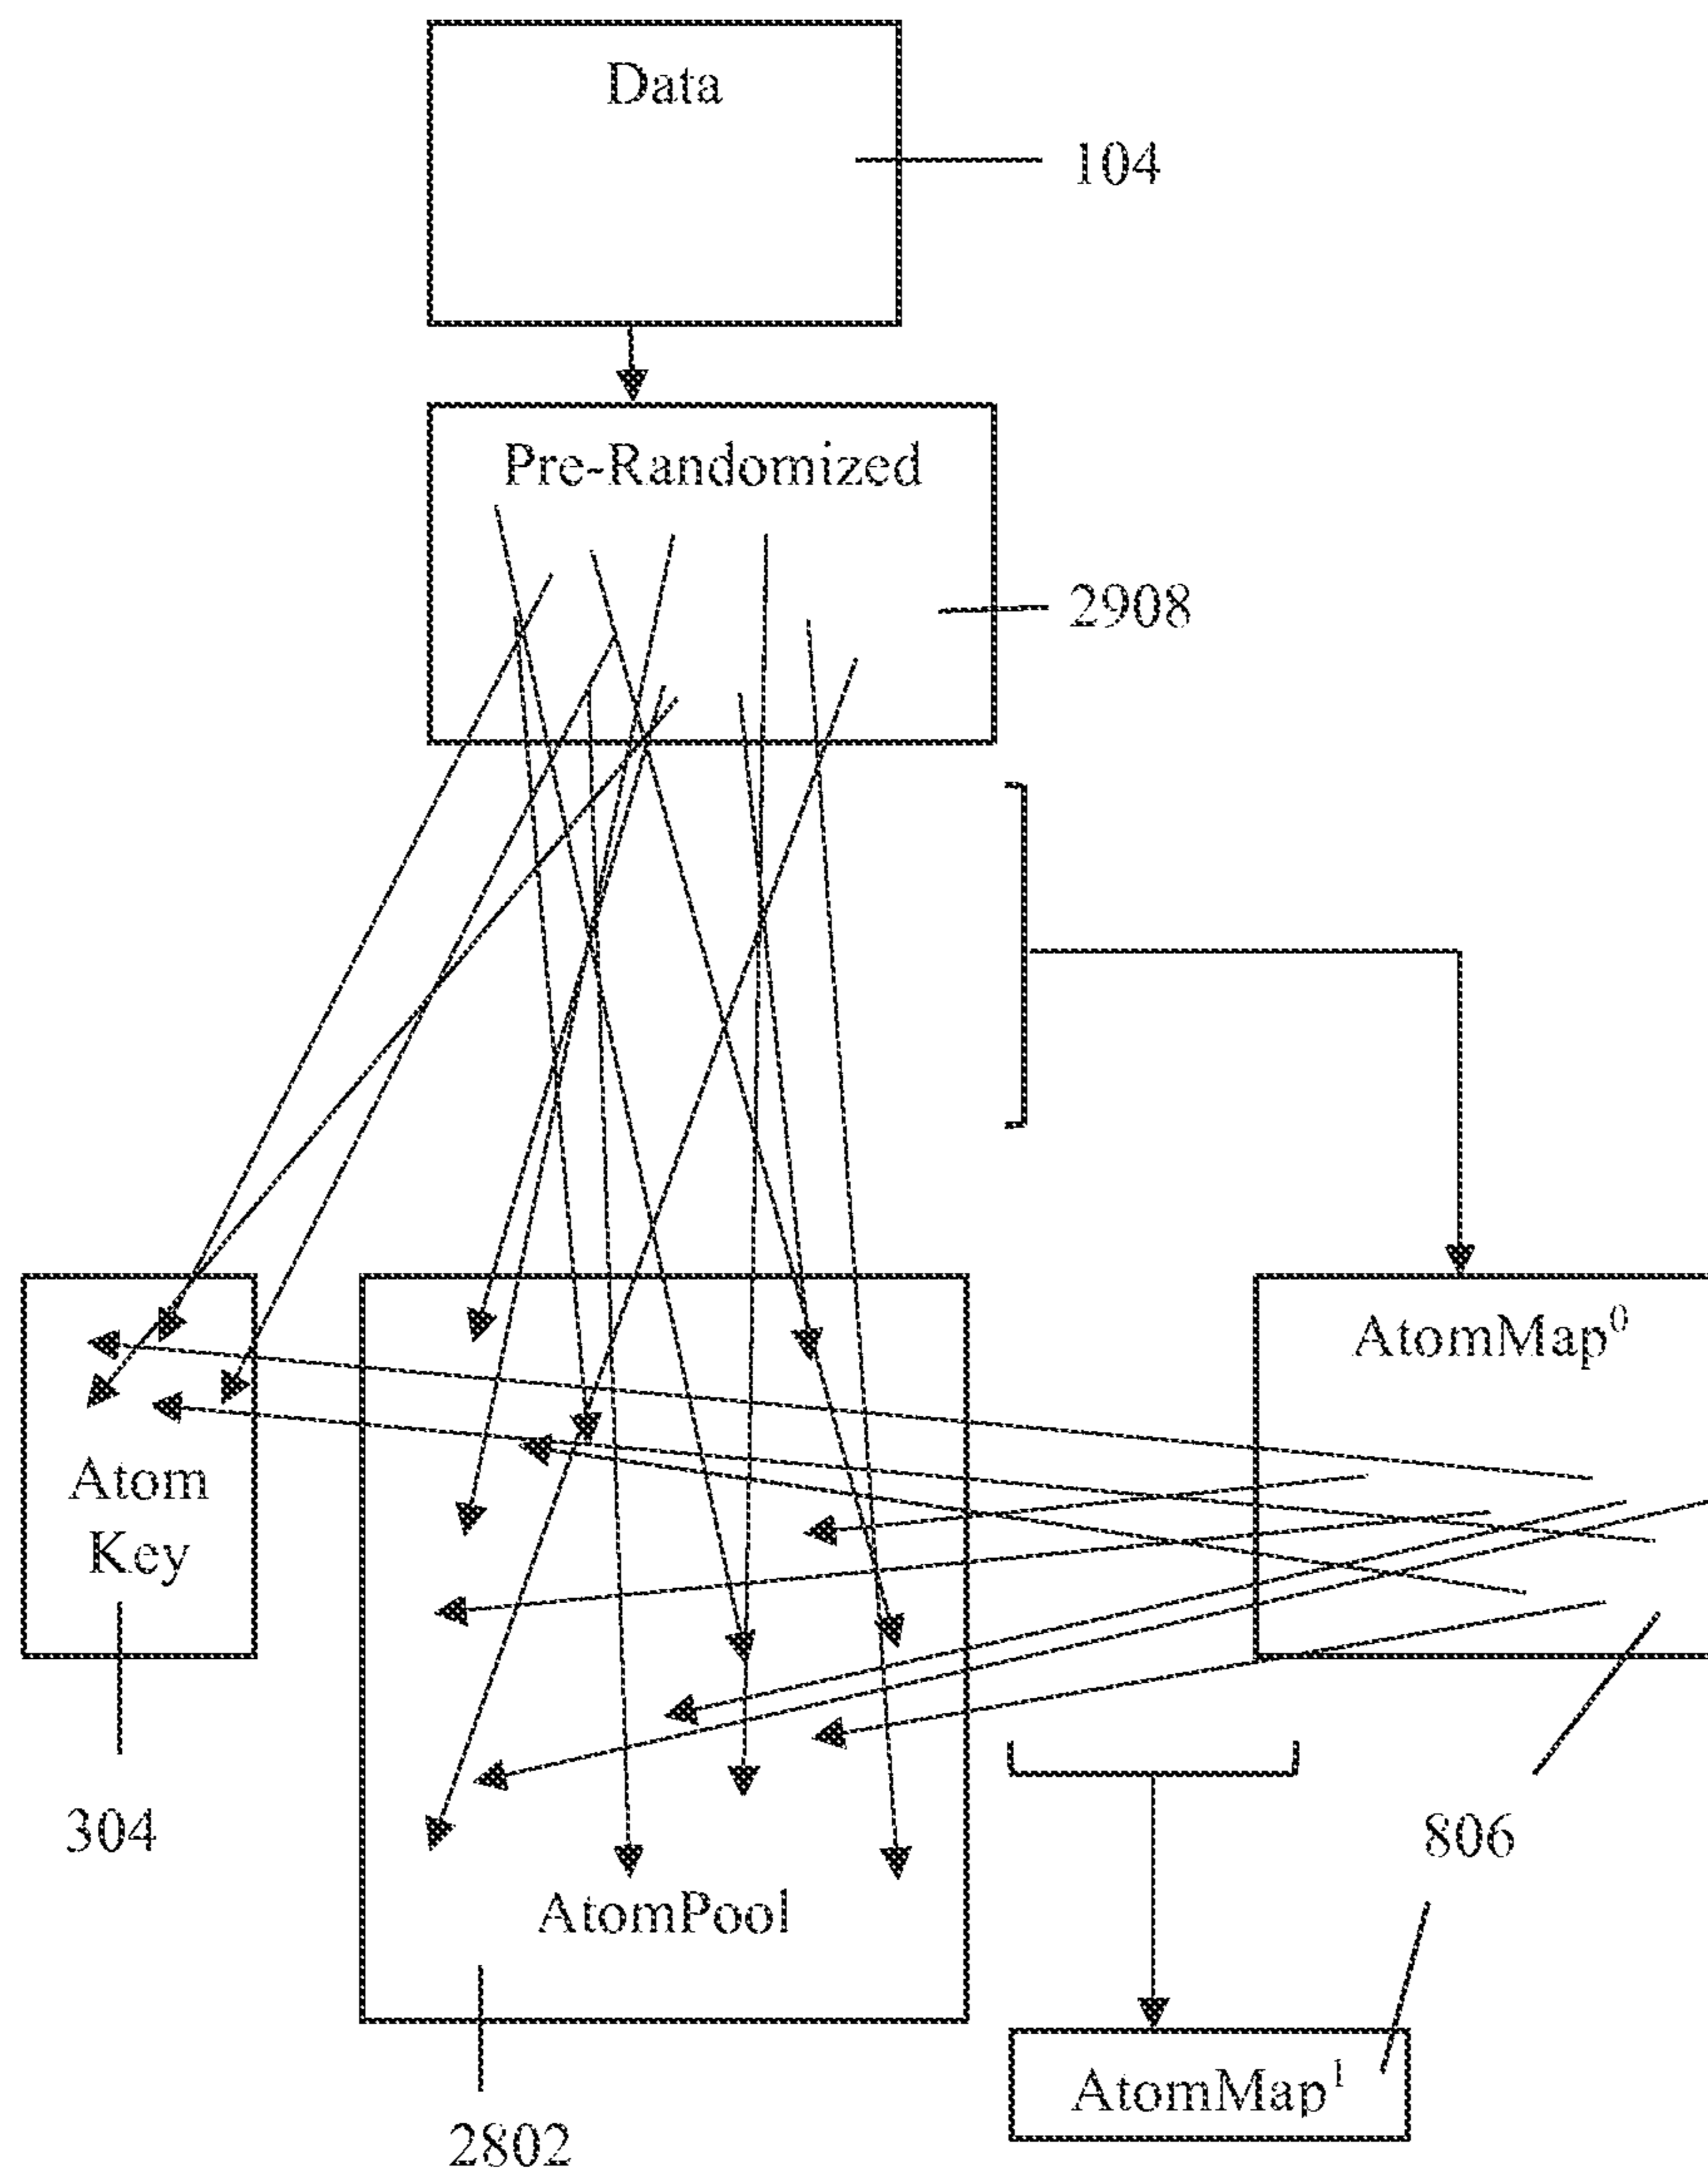 Data
104
Pre-Randomized
2908
AtomMap⁰
Atom
Key
304
806
AtomPool
AtomMap¹
2802